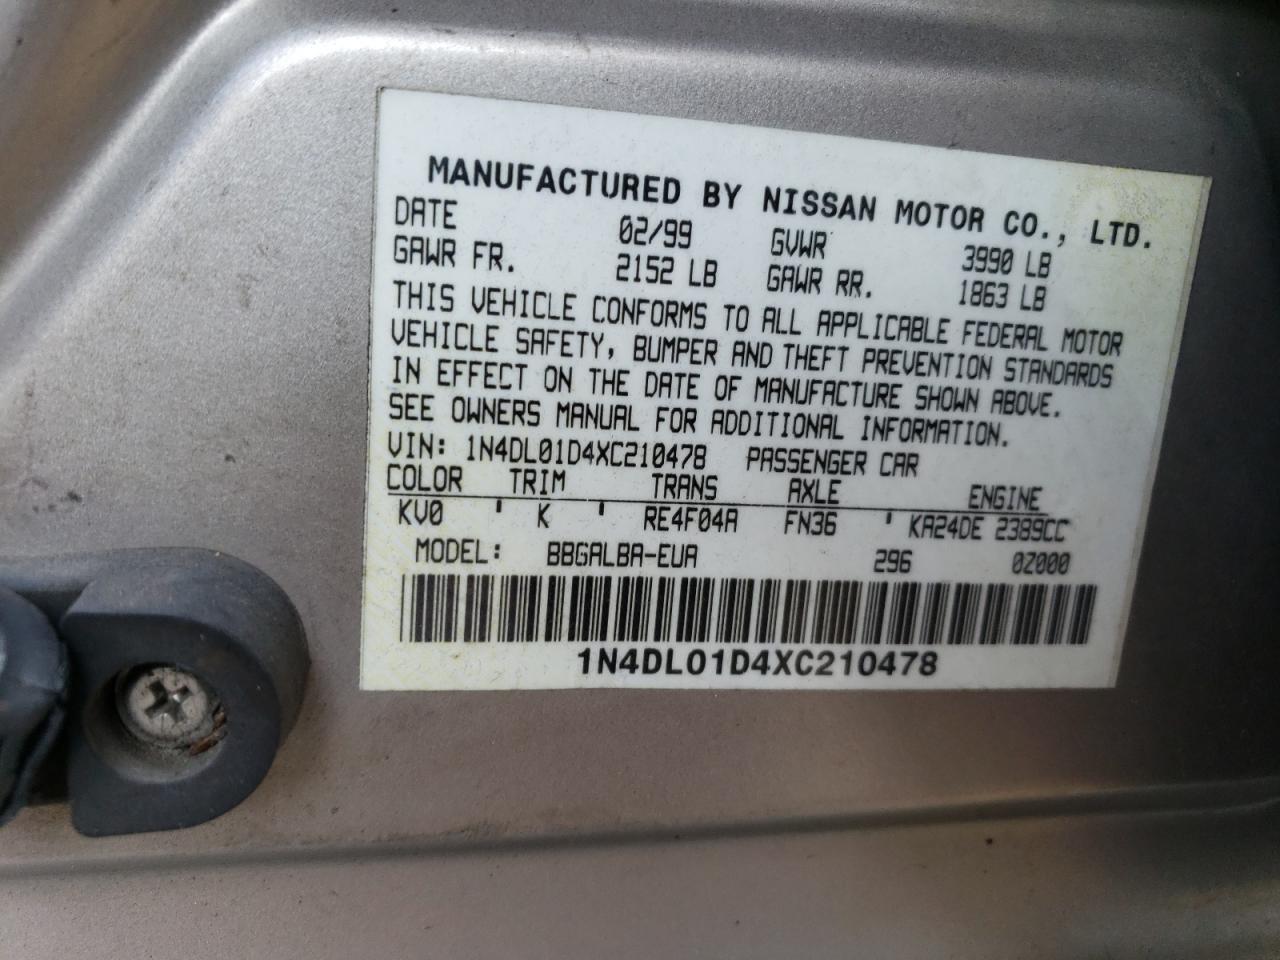 MANUFACTURED BY NISSAN MOTOR CO., LTD.
DATE 02/99 GVWR 3990 LB
GAWR FR. 2152 LB GAWR RR. 1863 LB
THIS VEHICLE CONFORMS TO ALL APPLICABLE FEDERAL MOTOR
VEHICLE SAFETY, BUMPER AND THEFT PREVENTION STANDARDS
IN EFFECT ON THE DATE OF MANUFACTURE SHOWN ABOVE.
SEE OWNERS MANUAL FOR ADDITIONAL INFORMATION.
VIN: 1N4DL01D4XC210478 PASSENGER CAR
COLOR TRIM TRANS AXLE ENGINE
KV0 ' K ' RE4F04A FN36 ' KA24DE 2389CC
MODEL: BBGALBA-EUA 296 0Z000
1N4DL01D4XC210478